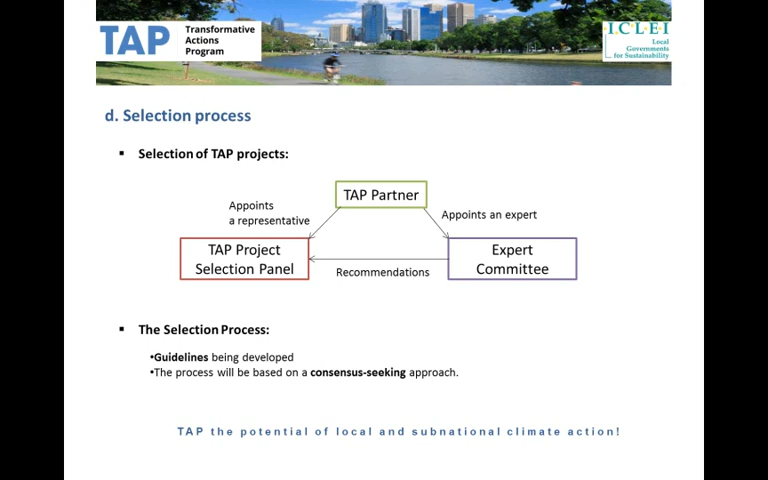 TAP
Transformative
Actions
Program
I.C.L.E.I
Local
Governments
for Sustainability
d. Selection process
▪ Selection of TAP projects:
TAP Partner
Appoints
a representative
Appoints an expert
TAP Project
Selection Panel
Expert
Committee
Recommendations
▪ The Selection Process:
•Guidelines being developed
•The process will be based on a consensus-seeking approach.
TAP the potential of local and subnational climate action!